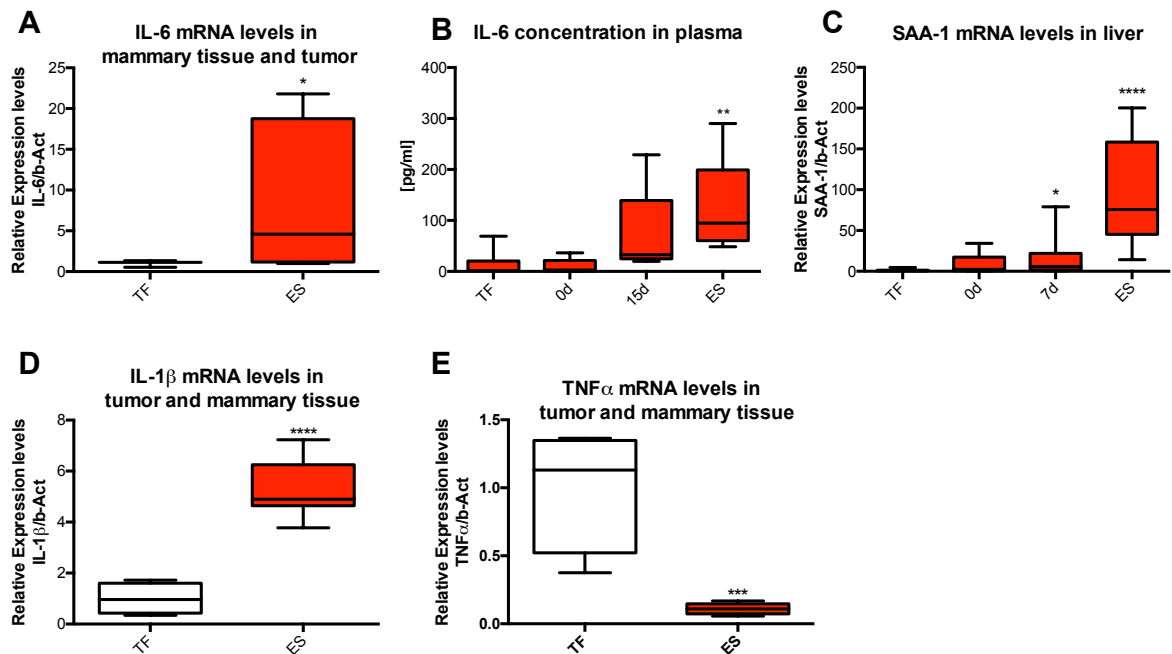 A
IL-6 mRNA levels in
mammary tissue and tumor
Relative Expression levels
IL-6/b-Act
25
20
15
10
5
0
*
TF
ES
B
IL-6 concentration in plasma
[pg/ml]
400
300
200
100
0
**
TF
0d
15d
ES
C
SAA-1 mRNA levels in liver
Relative Expression levels
SAA-1/b-Act
250
200
150
100
50
0
*
****
TF
0d
7d
ES
D
IL-1β mRNA levels in
tumor and mammary tissue
Relative Expression levels
IL-1β/b-Act
8
6
4
2
0
****
TF
ES
E
TNFα mRNA levels in
tumor and mammary tissue
Relative Expression levels
TNFα/b-Act
1.5
1.0
0.5
0.0
***
TF
ES